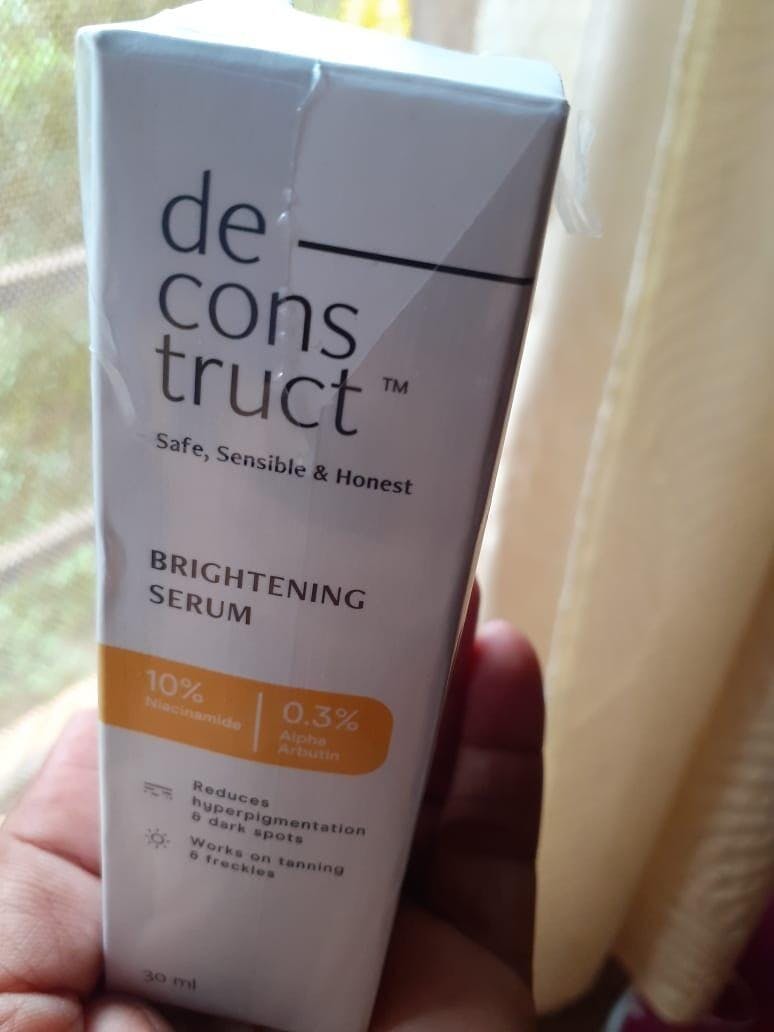 de
cons
truct ™
Safe, Sensible & Honest
BRIGHTENING
SERUM
10%
Niacinamide
0.3%
Alpha
Arbutin
Reduces
hyperpigmentation
& dark spots
Works on tanning
& freckles
30 ml